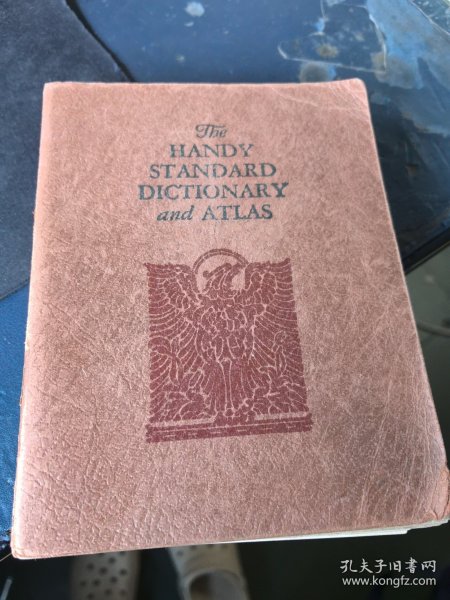 The
HANDY
STANDARD
DICTIONARY
and ATLAS
孔夫子旧书网
www.kongfz.com